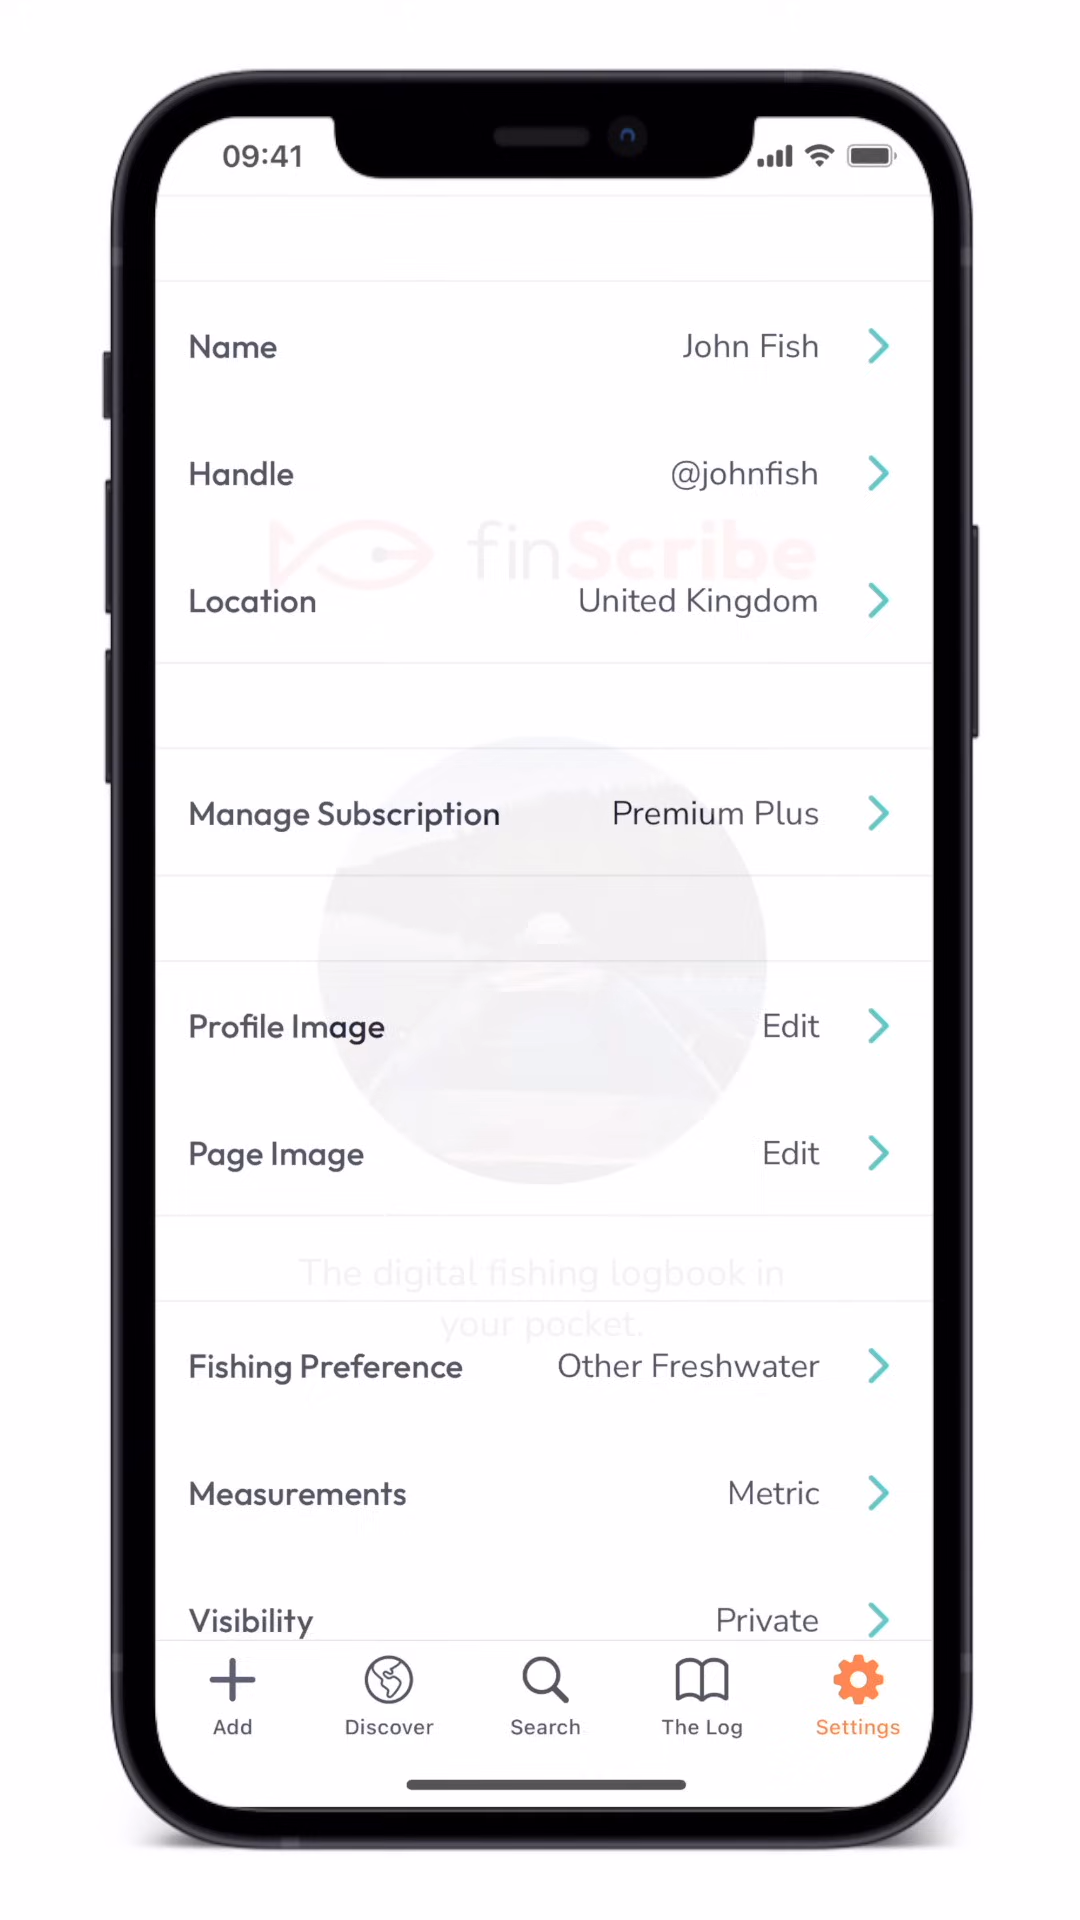 09:41
Name John Fish
Handle @johnfish
finScribe
Location United Kingdom
Manage Subscription Premium Plus
Profile Image Edit
Page Image Edit
The digital fishing logbook in
your pocket.
Fishing Preference Other Freshwater
Measurements Metric
Visibility Private
Add Discover Search The Log Settings